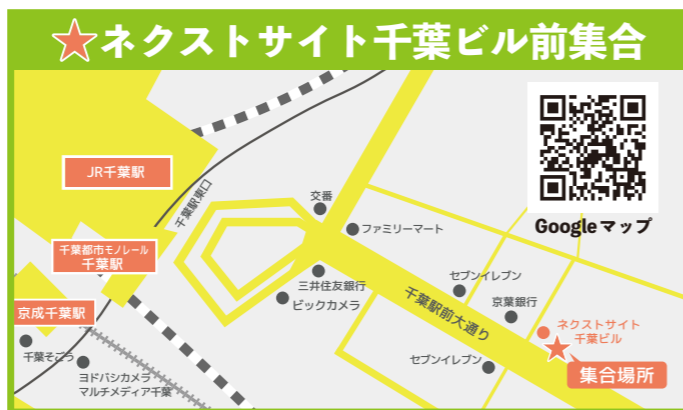 ★ネクストサイト千葉ビル前集合
JR千葉駅
千葉駅東口
交番
ファミリーマート
Googleマップ
千葉都市モノレール
千葉駅
三井住友銀行
ビックカメラ
セブンイレブン
京葉銀行
千葉駅前大通り
京成千葉駅
ネクストサイト
千葉ビル
千葉そごう
セブンイレブン
集合場所
ヨドバシカメラ
マルチメディア千葉